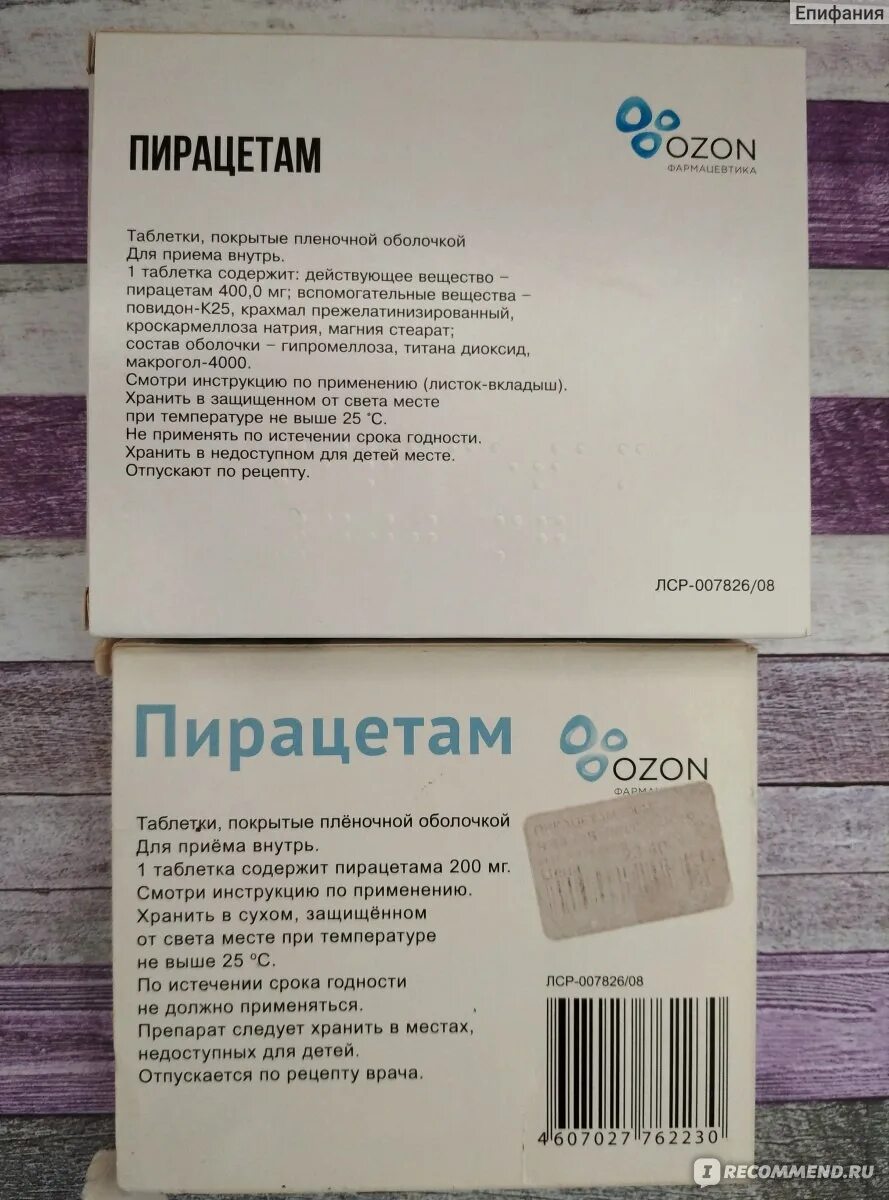 Епифания
ПИРАЦЕТАМ
OZON
ФАРМАЦЕВТИКА
Таблетки, покрытые пленочной оболочкой
Для приема внутрь.
1 таблетка содержит: действующее вещество –
пирацетам 400,0 мг; вспомогательные вещества –
повидон-К25, крахмал прежелатинизированный,
кроскармеллоза натрия, магния стеарат;
состав оболочки – гипромеллоза, титана диоксид,
макрогол-4000.
Смотри инструкцию по применению (листок-вкладыш).
Хранить в защищенном от света месте
при температуре не выше 25 °С.
Не применять по истечении срока годности.
Хранить в недоступном для детей месте.
Отпускают по рецепту.
ЛСР-007826/08
Пирацетам
OZON
Таблетки, покрытые плёночной оболочкой
Для приёма внутрь.
1 таблетка содержит пирацетама 200 мг.
Смотри инструкцию по применению.
Хранить в сухом, защищённом
от света месте при температуре
не выше 25 °С.
По истечении срока годности
не должно применяться.
Препарат следует хранить в местах,
недоступных для детей.
Отпускается по рецепту врача.
ЛСР-007826/08
4 607027 762230
I RECOMMEND.RU